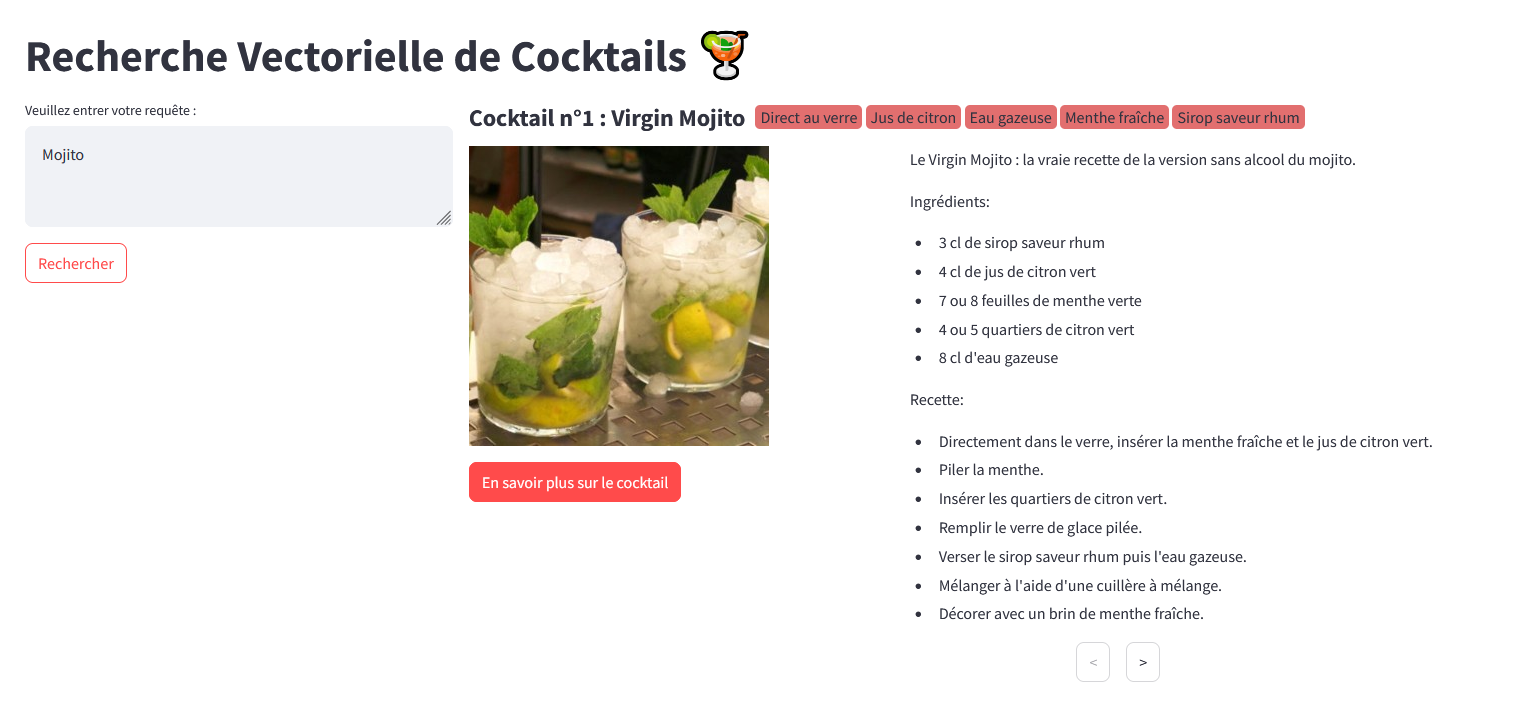 Recherche Vectorielle de Cocktails
Veuillez entrer votre requête :
Mojito
Rechercher
Cocktail n°1 : Virgin Mojito Direct au verre Jus de citron Eau gazeuse Menthe fraîche Sirop saveur rhum
En savoir plus sur le cocktail
Le Virgin Mojito : la vraie recette de la version sans alcool du mojito.
Ingrédients:
• 3 cl de sirop saveur rhum
• 4 cl de jus de citron vert
• 7 ou 8 feuilles de menthe verte
• 4 ou 5 quartiers de citron vert
• 8 cl d'eau gazeuse
Recette:
• Directement dans le verre, insérer la menthe fraîche et le jus de citron vert.
• Piler la menthe.
• Insérer les quartiers de citron vert.
• Remplir le verre de glace pilée.
• Verser le sirop saveur rhum puis l'eau gazeuse.
• Mélanger à l'aide d'une cuillère à mélange.
• Décorer avec un brin de menthe fraîche.
< >